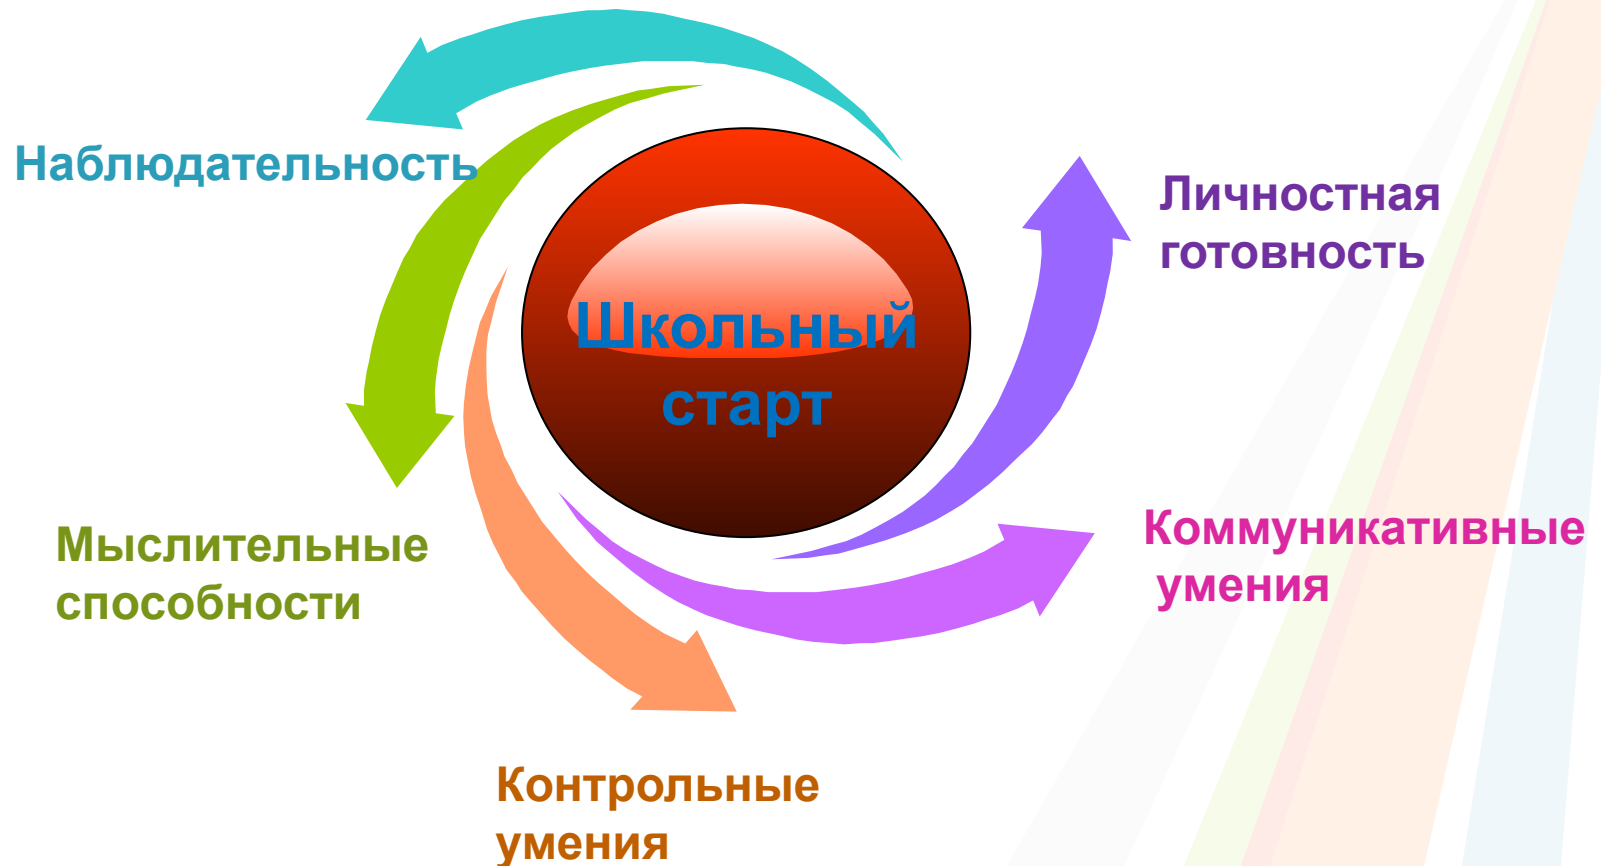 Наблюдательность
Личностная
готовность
Школьный
старт
Мыслительные
способности
Коммуникативные
умения
Контрольные
умения